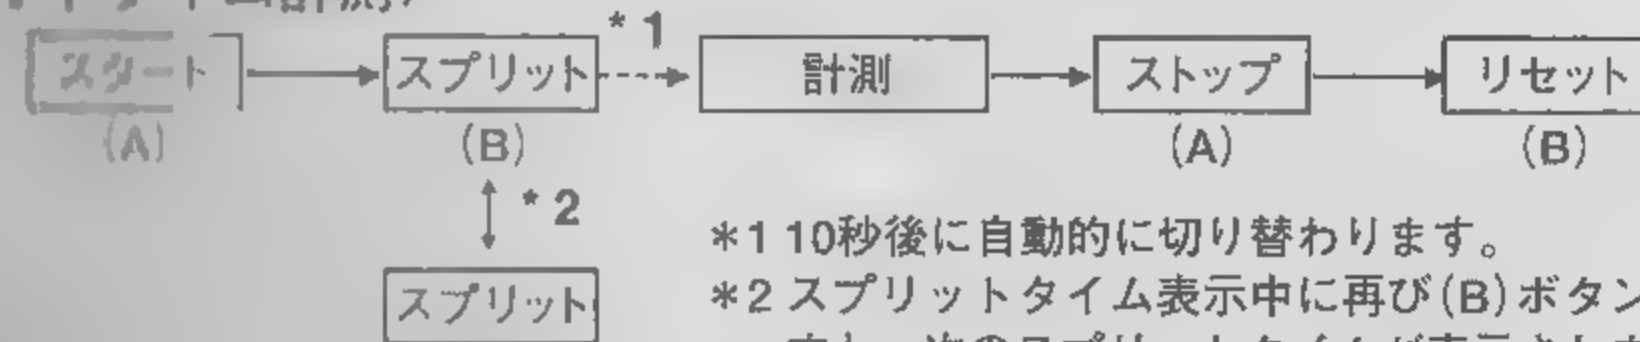 *1
スタート スプリット 計測 ストップ リセット
(A) (B) (A) (B)
*2
*1 10秒後に自動的に切り替わります。
スプリット
*2 スプリットタイム表示中に再び(B)ボタン